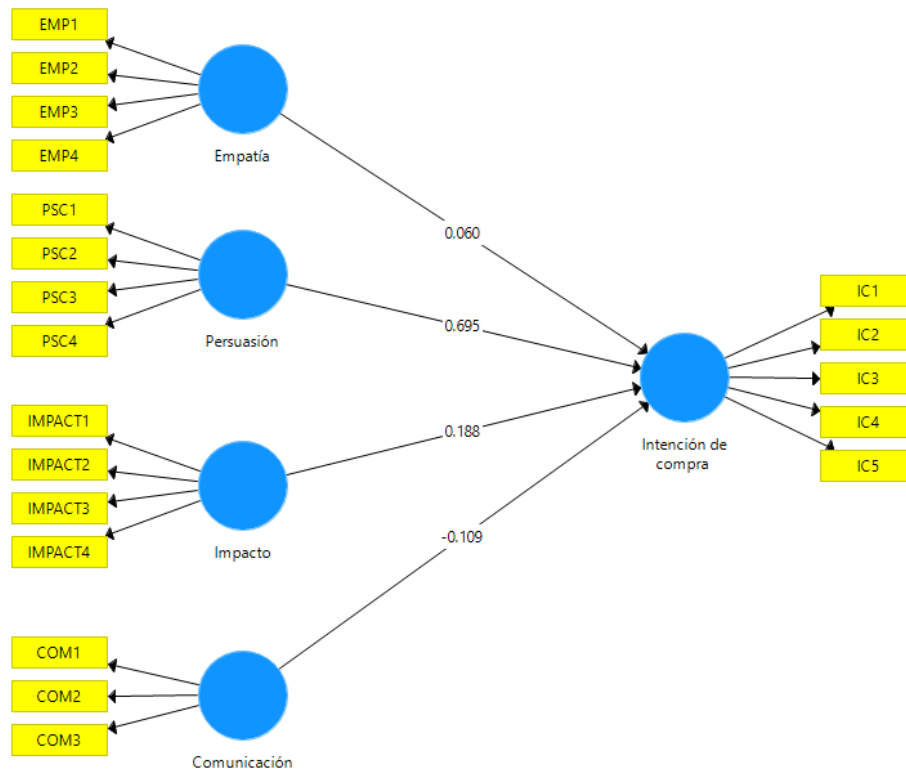 EMP1
EMP2
EMP3
EMP4
Empatía
PSC1
PSC2
PSC3
PSC4
Persuasión
IMPACT1
IMPACT2
IMPACT3
IMPACT4
Impacto
COM1
COM2
COM3
Comunicación
0.060
0.695
0.188
-0.109
Intención de
compra
IC1
IC2
IC3
IC4
IC5